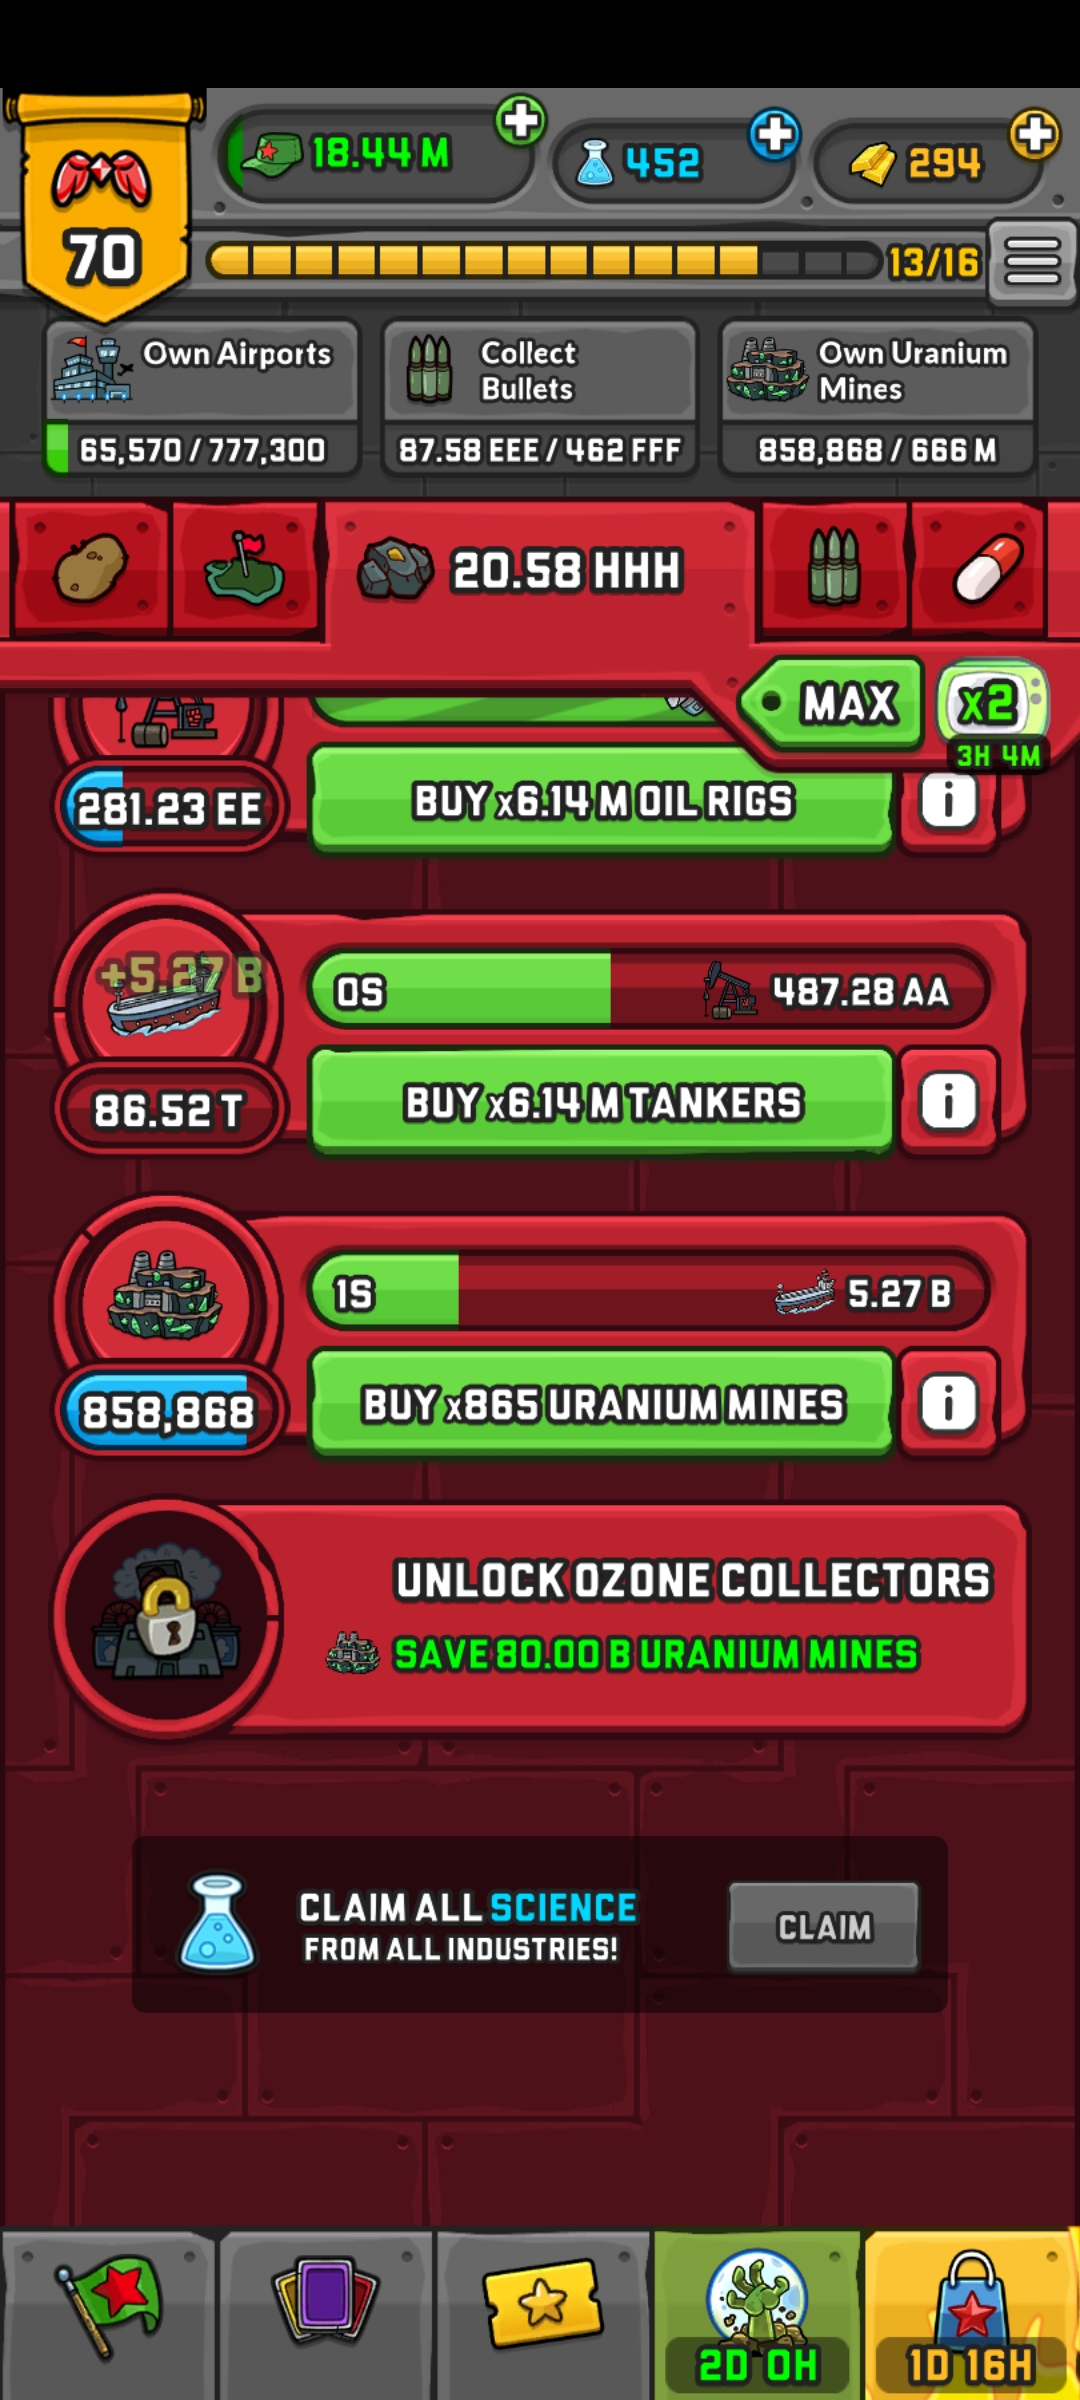 18.44 M
452
294
70
13/16
Own Airports
65,570 / 777,300
Collect
Bullets
87.58 EEE / 462 FFF
Own Uranium
Mines
858,868 / 666 M
20.58 HHH
MAX
x2
3H 4M
281.23 EE
BUY x6.14 M OIL RIGS
i
+5.27 B
0S
487.28 AA
86.52 T
BUY x6.14 M TANKERS
i
1S
5.27 B
858,868
BUY x865 URANIUM MINES
i
UNLOCK OZONE COLLECTORS
SAVE 80.00 B URANIUM MINES
CLAIM ALL SCIENCE
FROM ALL INDUSTRIES!
CLAIM
2D 0H
1D 16H